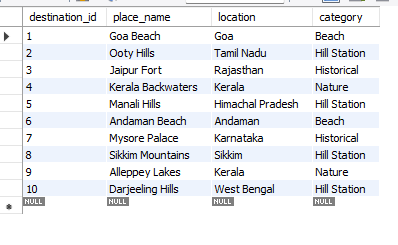 destination_id place_name location category
1 Goa Beach Goa Beach
2 Ooty Hills Tamil Nadu Hill Station
3 Jaipur Fort Rajasthan Historical
4 Kerala Backwaters Kerala Nature
5 Manali Hills Himachal Pradesh Hill Station
6 Andaman Beach Andaman Beach
7 Mysore Palace Karnataka Historical
8 Sikkim Mountains Sikkim Hill Station
9 Alleppey Lakes Kerala Nature
10 Darjeeling Hills West Bengal Hill Station
NULL NULL NULL NULL